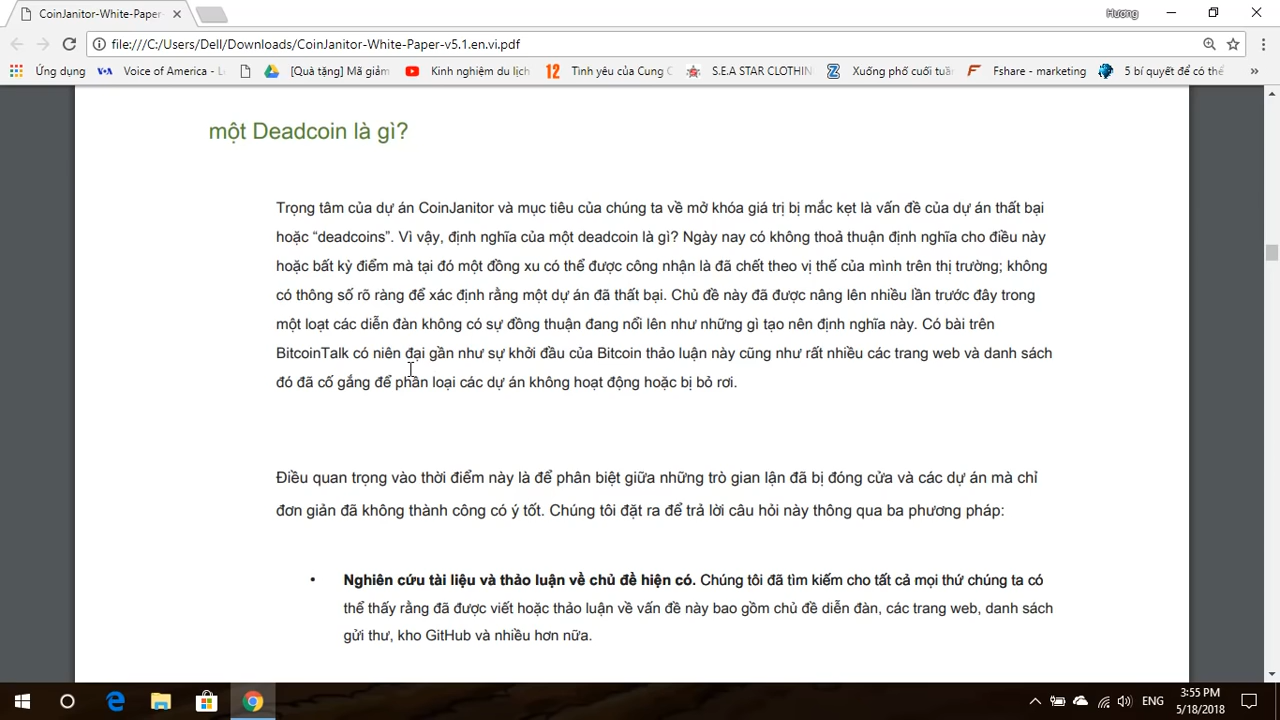 CoinJanitor-White-Paper-
Hương
file:///C:/Users/Dell/Downloads/CoinJanitor-White-Paper-v5.1.en.vi.pdf
Ứng dụng VOA Voice of America - L [Quà tặng] Mã giảm Kinh nghiệm du lịch 12 Tình yêu của Cung S.E.A STAR CLOTHIN Z Xuống phố cuối tuần F Fshare - marketing 5 bí quyết để có thể »
một Deadcoin là gì?
Trọng tâm của dự án CoinJanitor và mục tiêu của chúng ta về mở khóa giá trị bị mắc kẹt là vấn đề của dự án thất bại
hoặc “deadcoins”. Vì vậy, định nghĩa của một deadcoin là gì? Ngày nay có không thoả thuận định nghĩa cho điều này
hoặc bất kỳ điểm mà tại đó một đồng xu có thể được công nhận là đã chết theo vị thế của mình trên thị trường; không
có thông số rõ ràng để xác định rằng một dự án đã thất bại. Chủ đề này đã được nâng lên nhiều lần trước đây trong
một loạt các diễn đàn không có sự đồng thuận đang nổi lên như những gì tạo nên định nghĩa này. Có bài trên
BitcoinTalk có niên đại gần như sự khởi đầu của Bitcoin thảo luận này cũng như rất nhiều các trang web và danh sách
đó đã cố gắng để phân loại các dự án không hoạt động hoặc bị bỏ rơi.
Điều quan trọng vào thời điểm này là để phân biệt giữa những trò gian lận đã bị đóng cửa và các dự án mà chỉ
đơn giản đã không thành công có ý tốt. Chúng tôi đặt ra để trả lời câu hỏi này thông qua ba phương pháp:
• Nghiên cứu tài liệu và thảo luận về chủ đề hiện có. Chúng tôi đã tìm kiếm cho tất cả mọi thứ chúng ta có
thể thấy rằng đã được viết hoặc thảo luận về vấn đề này bao gồm chủ đề diễn đàn, các trang web, danh sách
gửi thư, kho GitHub và nhiều hơn nữa.
ENG 3:55 PM
5/18/2018